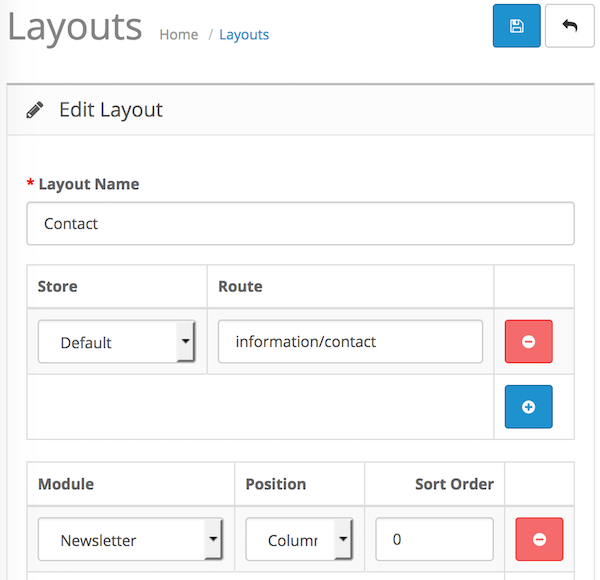 Layouts Home / Layouts
Edit Layout
* Layout Name
Contact
Store Route
Default information/contact
Module Position Sort Order
Newsletter Colum 0